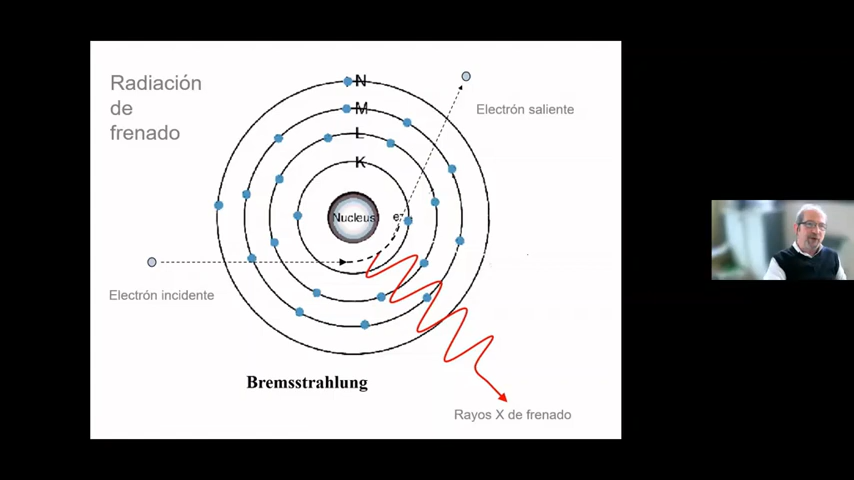 Radiación
de
frenado
N
M
L
K
Electrón saliente
Nucleus
e-
Electrón incidente
Bremsstrahlung
Rayos X de frenado